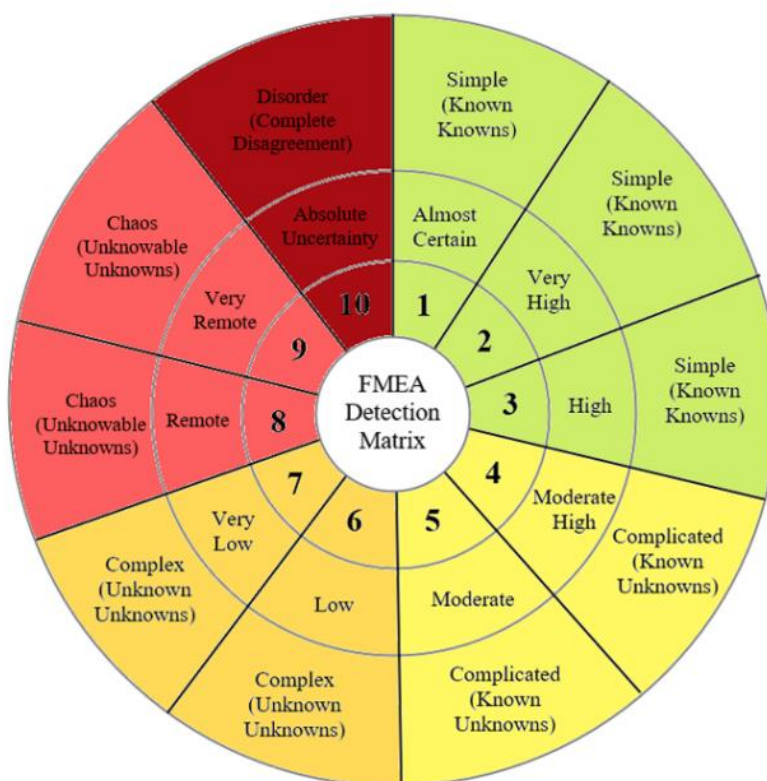 FMEA
Detection
Matrix
1
Almost
Certain
Simple
(Known
Knowns)
2
Very
High
Simple
(Known
Knowns)
3
High
Simple
(Known
Knowns)
4
Moderate
High
Complicated
(Known
Unknowns)
5
Moderate
Complicated
(Known
Unknowns)
6
Low
Complex
(Unknown
Unknowns)
7
Very
Low
Complex
(Unknown
Unknowns)
8
Remote
Chaos
(Unknowable
Unknowns)
9
Very
Remote
Chaos
(Unknowable
Unknowns)
10
Absolute
Uncertainty
Disorder
(Complete
Disagreement)